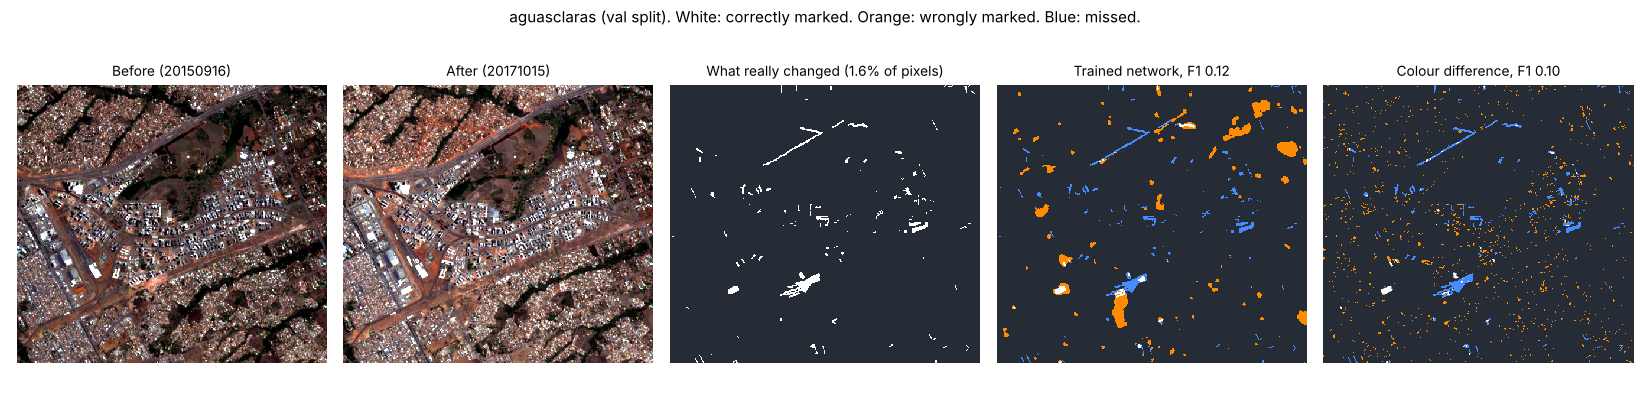 aguasclaras (val split). White: correctly marked. Orange: wrongly marked. Blue: missed.
Before (20150916)
After (20171015)
What really changed (1.6% of pixels)
Trained network, F1 0.12
Colour difference, F1 0.10